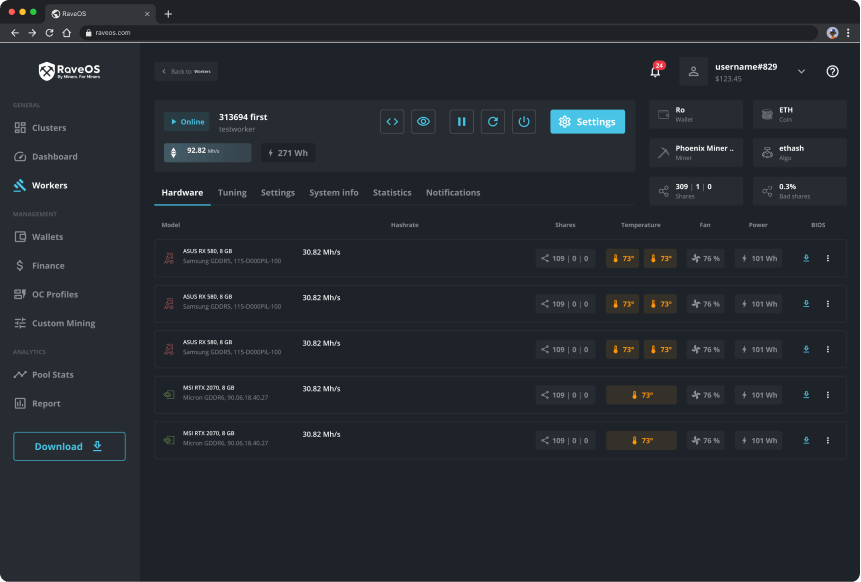 RaveOS
raveos.com
RaveOS
By Miners. For Miners
GENERAL
Clusters
Dashboard
Workers
MANAGEMENT
Wallets
Finance
OC Profiles
Custom Mining
ANALYTICS
Pool Stats
Report
Download
Back to Workers
24
username#829
$123.45
Online
313694 first
testworker
Settings
92.82 Mh/s
271 Wh
Ro
Wallet
ETH
Coin
Phoenix Miner ..
Miner
ethash
Algo
309 | 1 | 0
Shares
0.3%
Bad shares
Hardware Tuning Settings System info Statistics Notifications
Model Hashrate Shares Temperature Fan Power BIOS
ASUS RX 580, 8 GB
Samsung GDDR5, 115-D000PIL-100
30.82 Mh/s
109 | 0 | 0 73° 73° 76 % 101 Wh
ASUS RX 580, 8 GB
Samsung GDDR5, 115-D000PIL-100
30.82 Mh/s
109 | 0 | 0 73° 73° 76 % 101 Wh
ASUS RX 580, 8 GB
Samsung GDDR5, 115-D000PIL-100
30.82 Mh/s
109 | 0 | 0 73° 73° 76 % 101 Wh
MSI RTX 2070, 8 GB
Micron GDDR6, 90.06.18.40.27
30.82 Mh/s
109 | 0 | 0 73° 76 % 101 Wh
MSI RTX 2070, 8 GB
Micron GDDR6, 90.06.18.40.27
30.82 Mh/s
109 | 0 | 0 73° 76 % 101 Wh